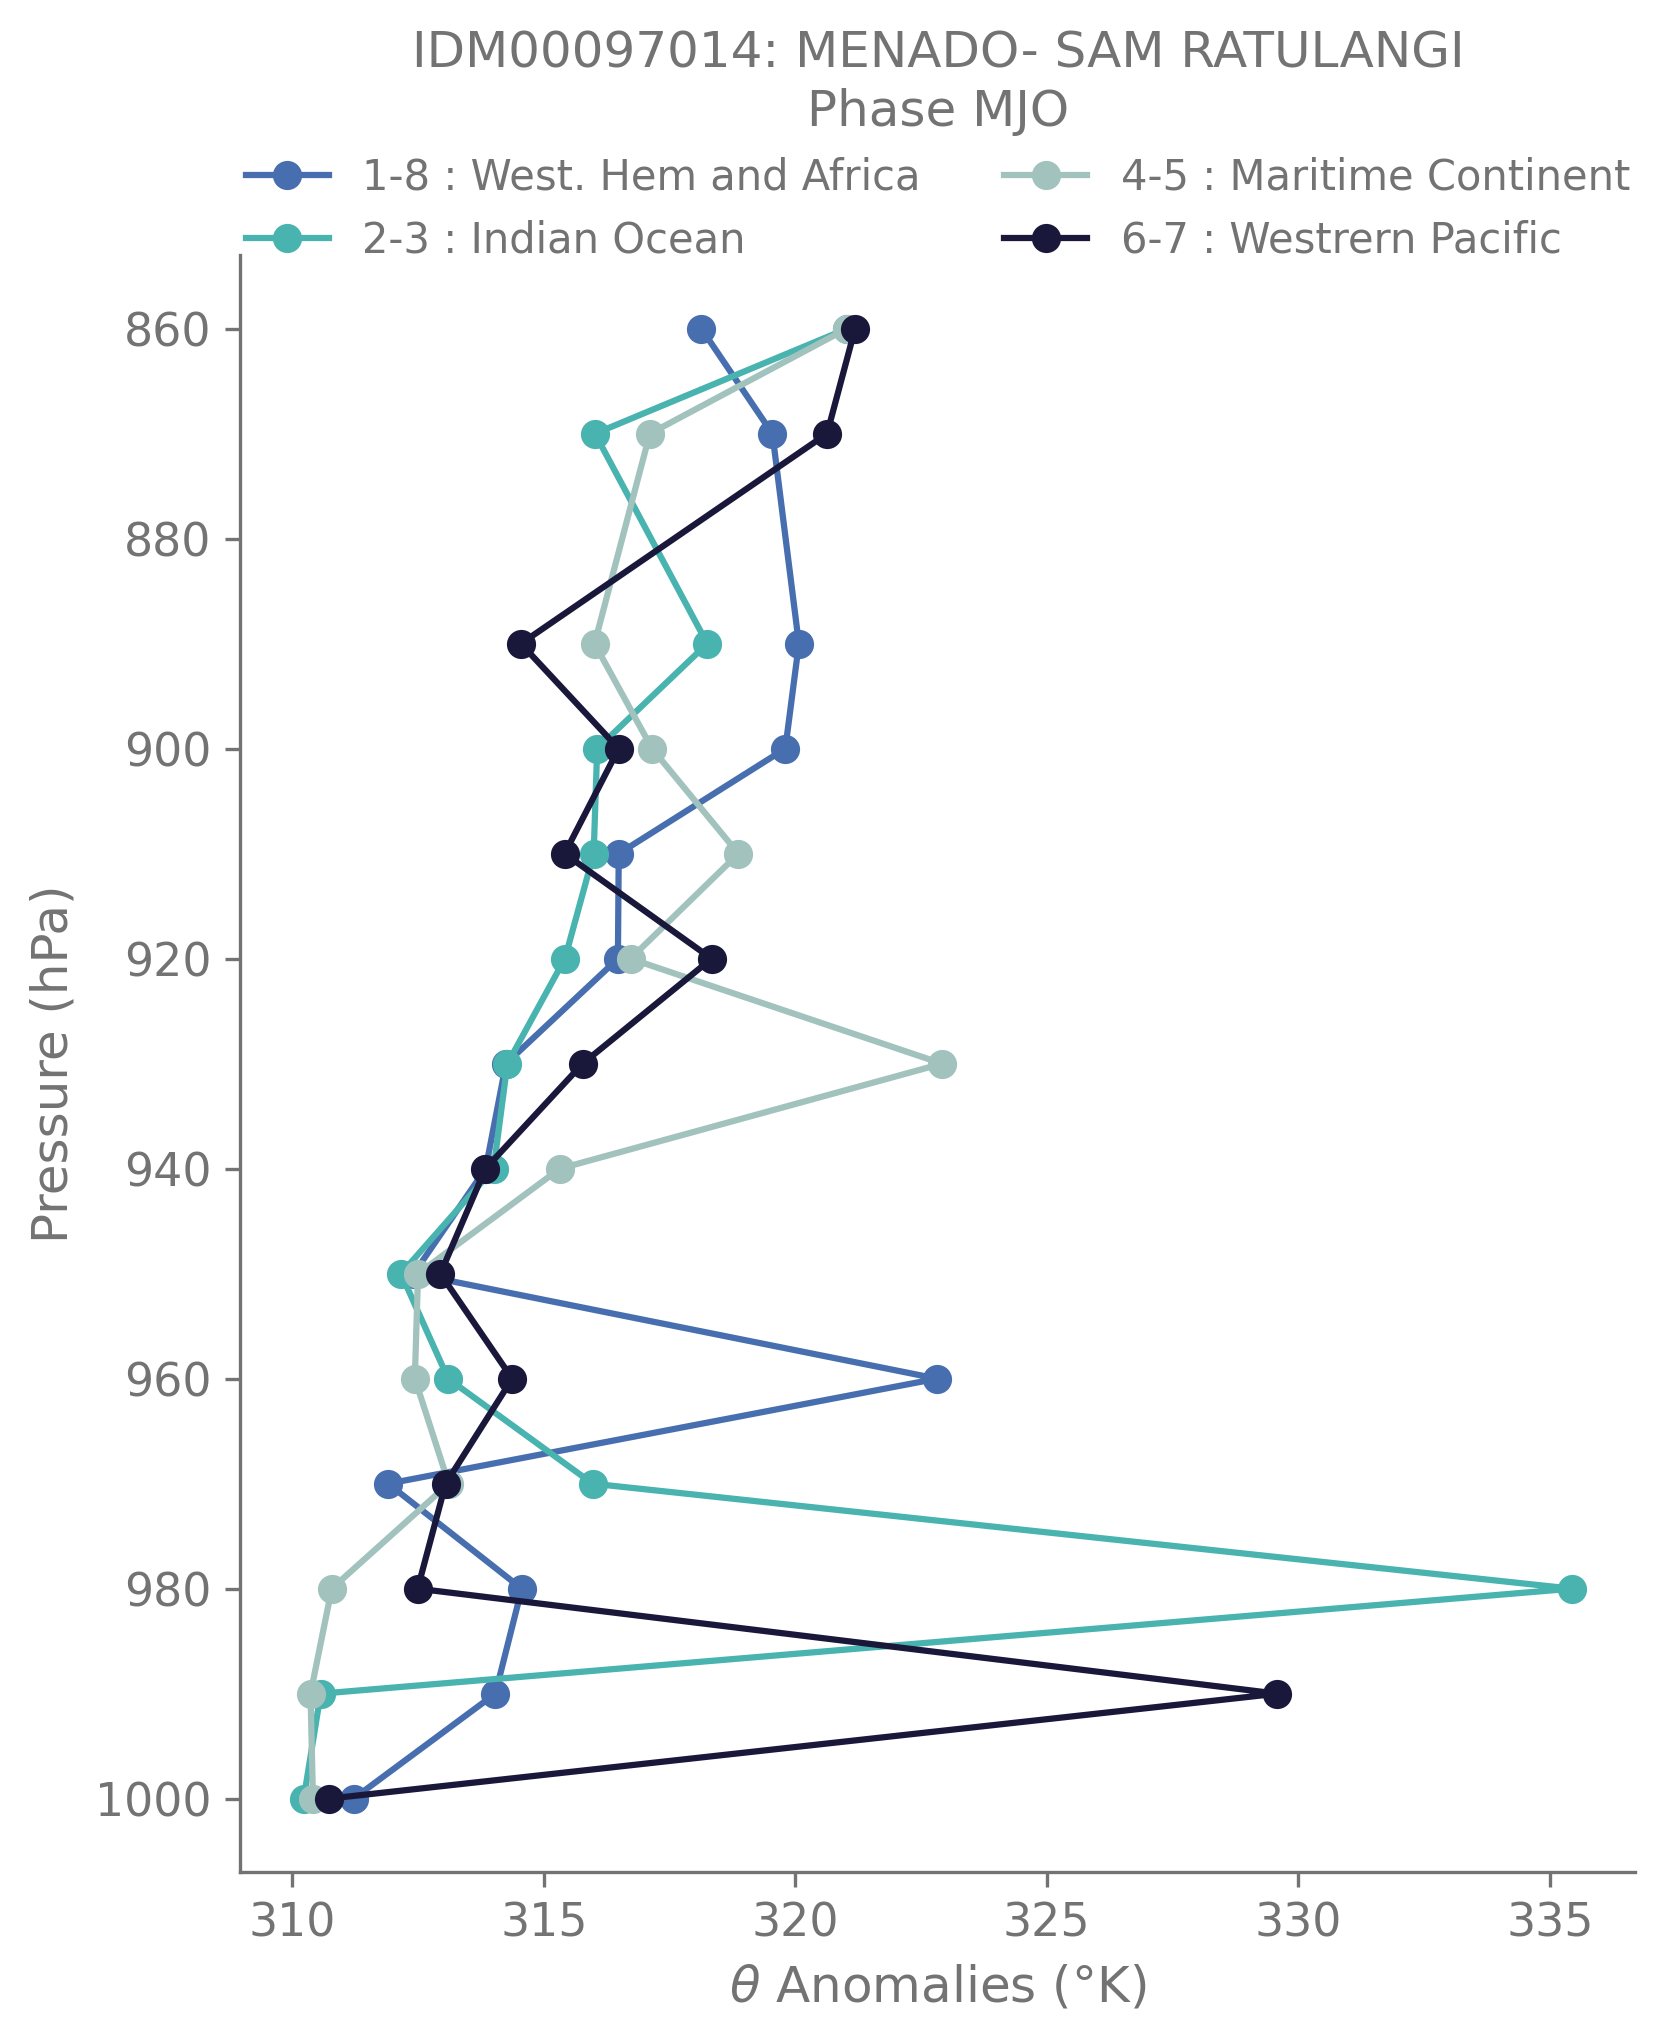 IDM00097014: MENADO- SAM RATULANGI
Phase MJO
1-8 : West. Hem and Africa
4-5 : Maritime Continent
2-3 : Indian Ocean
6-7 : Westrern Pacific
860
880
900
920
940
960
980
1000
Pressure (hPa)
310 315 320 325 330 335
θ Anomalies (°K)